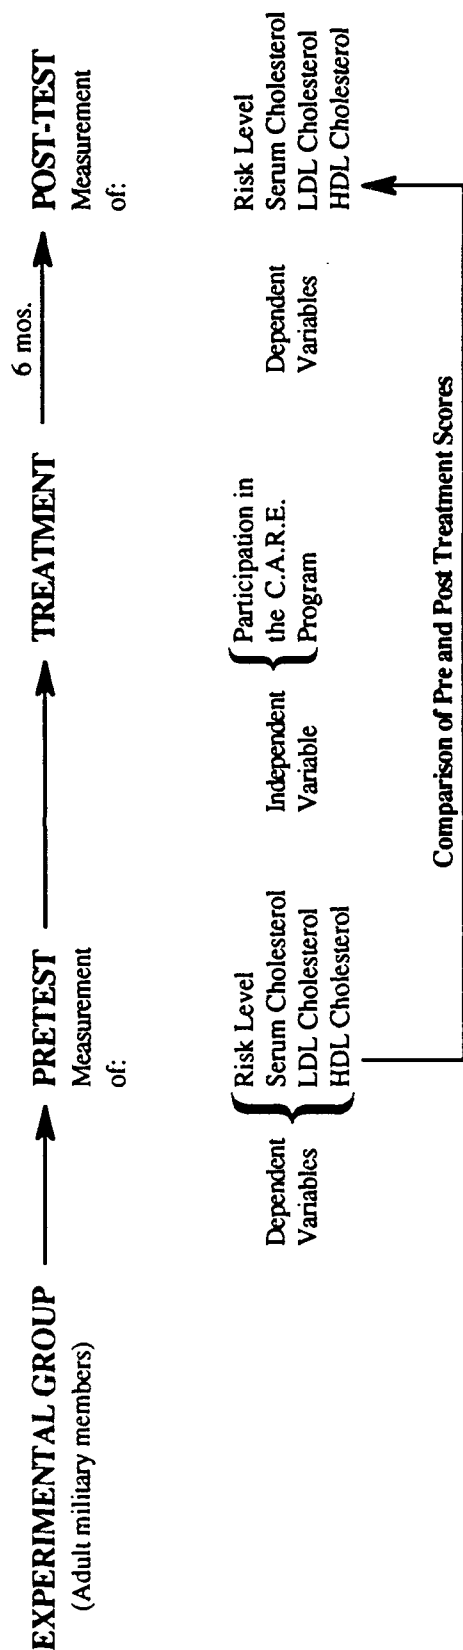 EXPERIMENTAL GROUP
(Adult military members)
PRETEST
Measurement
of:
TREATMENT
6 mos.
POST-TEST
Measurement
of:
Dependent
Variables
Risk Level
Serum Cholesterol
LDL Cholesterol
HDL Cholesterol
Independent
Variable
Participation in
the C.A.R.E.
Program
Dependent
Variables
Risk Level
Serum Cholesterol
LDL Cholesterol
HDL Cholesterol
Comparison of Pre and Post Treatment Scores